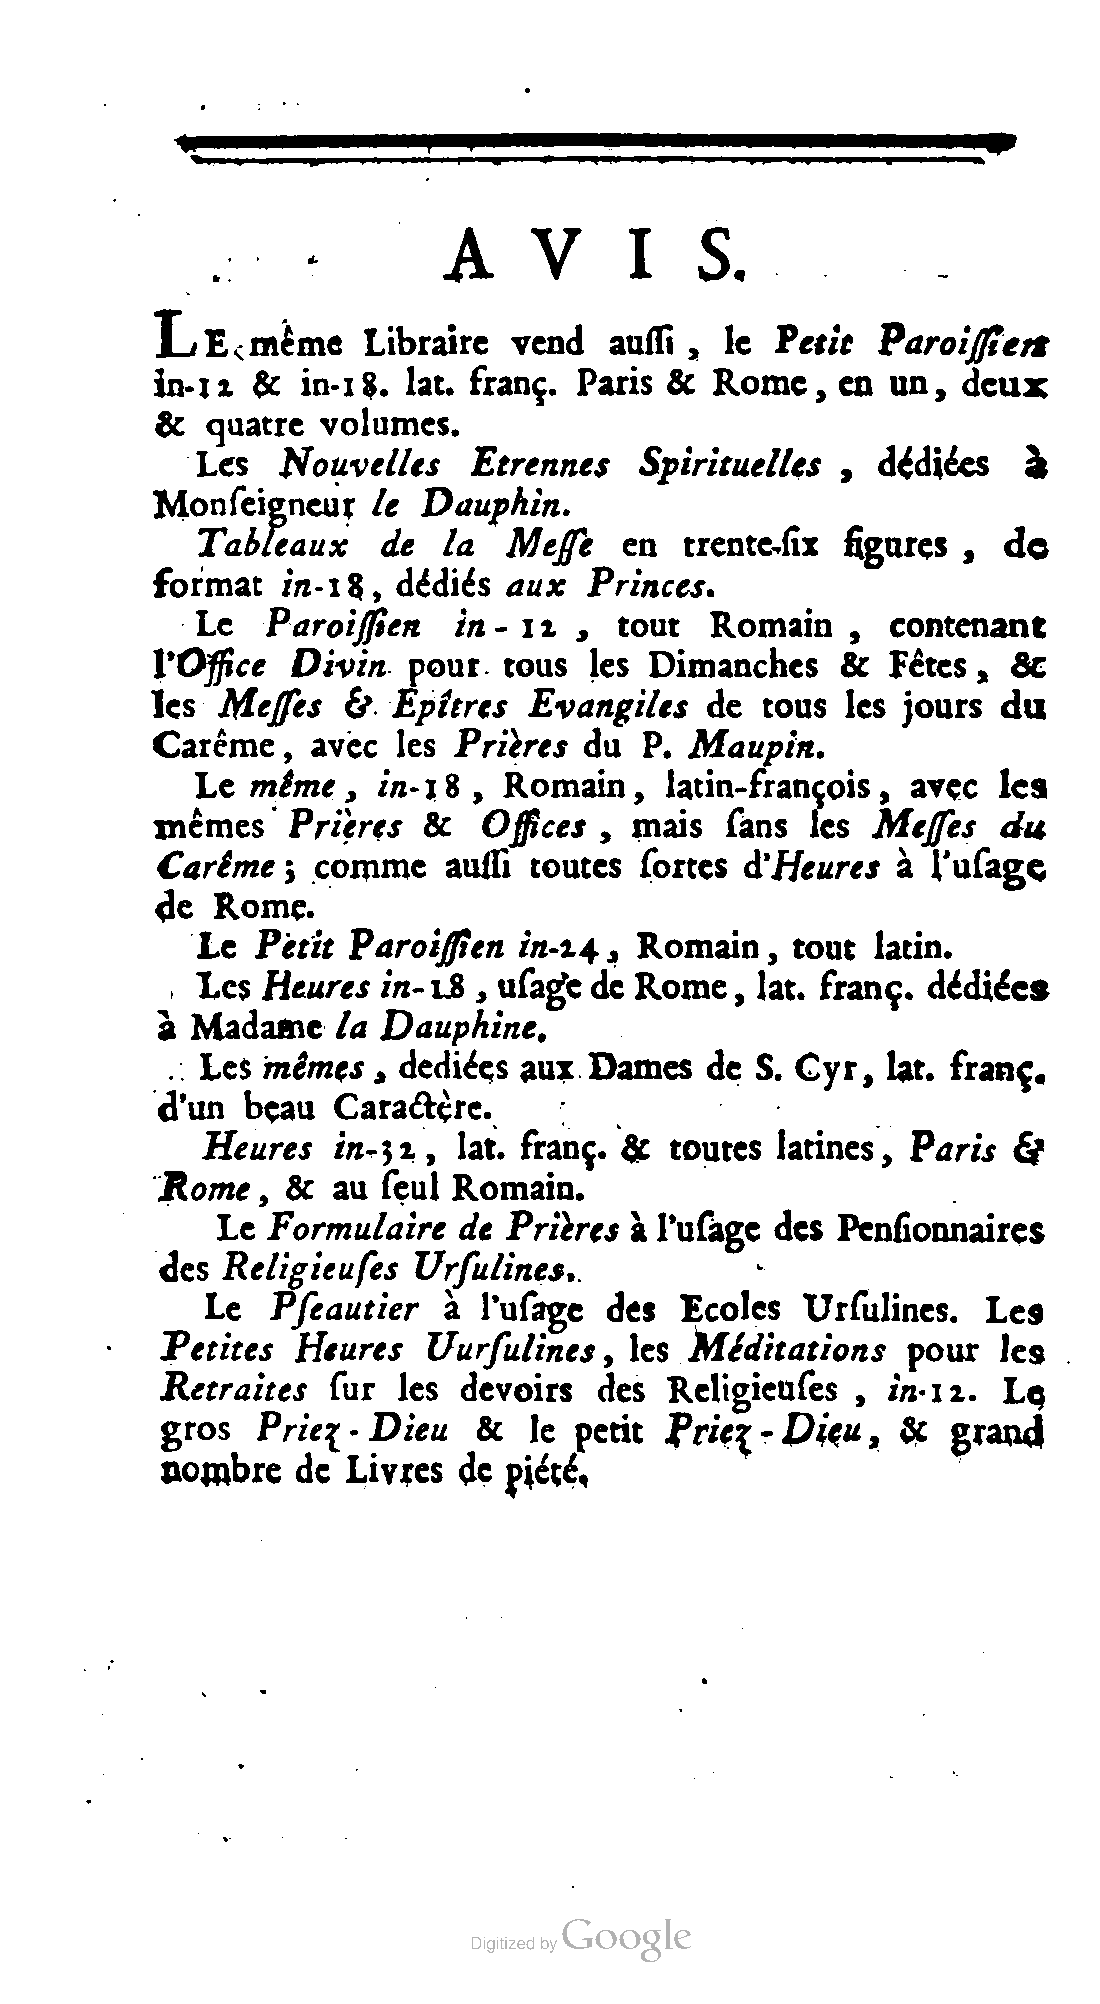 AVIS.
LE même Libraire vend auſſi, le Petit Paroiſſien
in-12 & in-18. lat. franç. Paris & Rome, en un, deux
& quatre volumes.
Les Nouvelles Etrennes Spirituelles, dédiées à
Monſeigneur le Dauphin.
Tableaux de la Meſſe en trente-ſix figures, de
format in-18, dédiés aux Princes.
Le Paroiſſien in-12, tout Romain, contenant
l'Office Divin pour tous les Dimanches & Fêtes, &
les Meſſes & Epîtres Evangiles de tous les jours du
Carême, avec les Prières du P. Maupin.
Le même, in-18, Romain, latin-françois, avec les
mêmes Prières & Offices, mais ſans les Meſſes du
Carême; comme auſſi toutes ſortes d'Heures à l'uſage
de Rome.
Le Petit Paroiſſien in-24, Romain, tout latin.
Les Heures in-18, uſage de Rome, lat. franç. dédiées
à Madame la Dauphine.
Les mêmes, dediées aux Dames de S. Cyr, lat. franç.
d'un beau Caractère.
Heures in-32, lat. franç. & toutes latines, Paris &
Rome, & au ſeul Romain.
Le Formulaire de Prières à l'uſage des Penſionnaires
des Religieuſes Urſulines.
Le Pſeautier à l'uſage des Ecoles Urſulines. Les
Petites Heures Uurſulines, les Méditations pour les
Retraites ſur les devoirs des Religieuſes, in-12. Le
gros Priez-Dieu & le petit Priez-Dieu, & grand
nombre de Livres de piété.
Digitized by Google